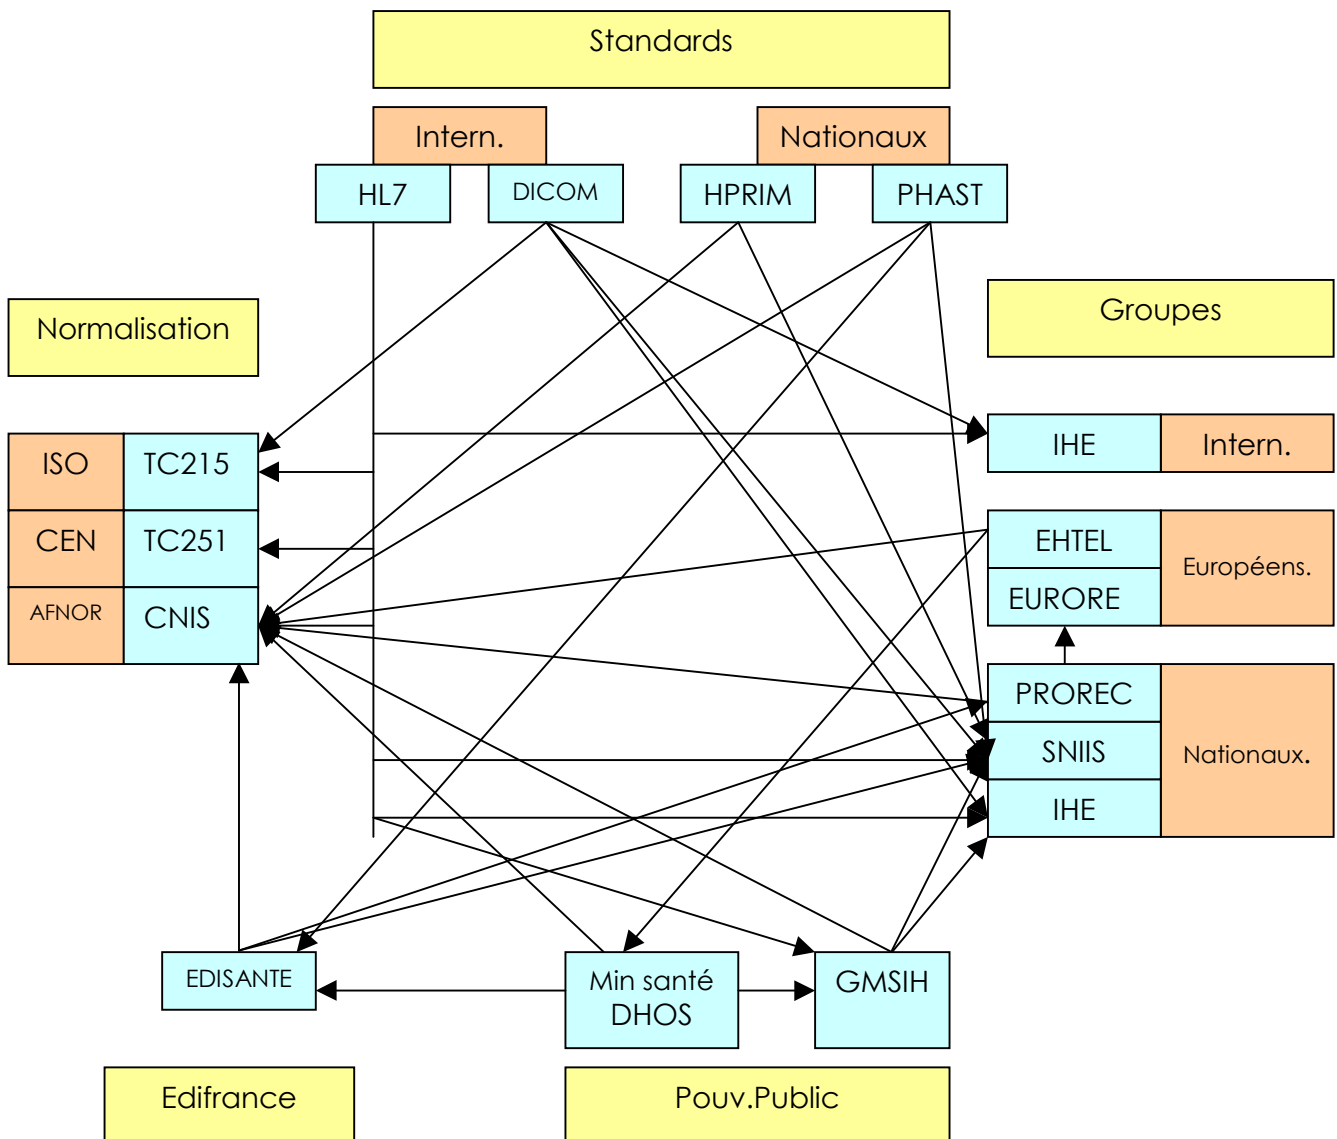 Standards
Intern.
Nationaux
HL7
DICOM
HPRIM
PHAST
Normalisation
Groupes
ISO
TC215
IHE
Intern.
CEN
TC251
EHTEL
Européens.
EURORE
AFNOR
CNIS
PROREC
SNIIS
Nationaux.
IHE
EDISANTE
Min santé
DHOS
GMSIH
Edifrance
Pouv.Public